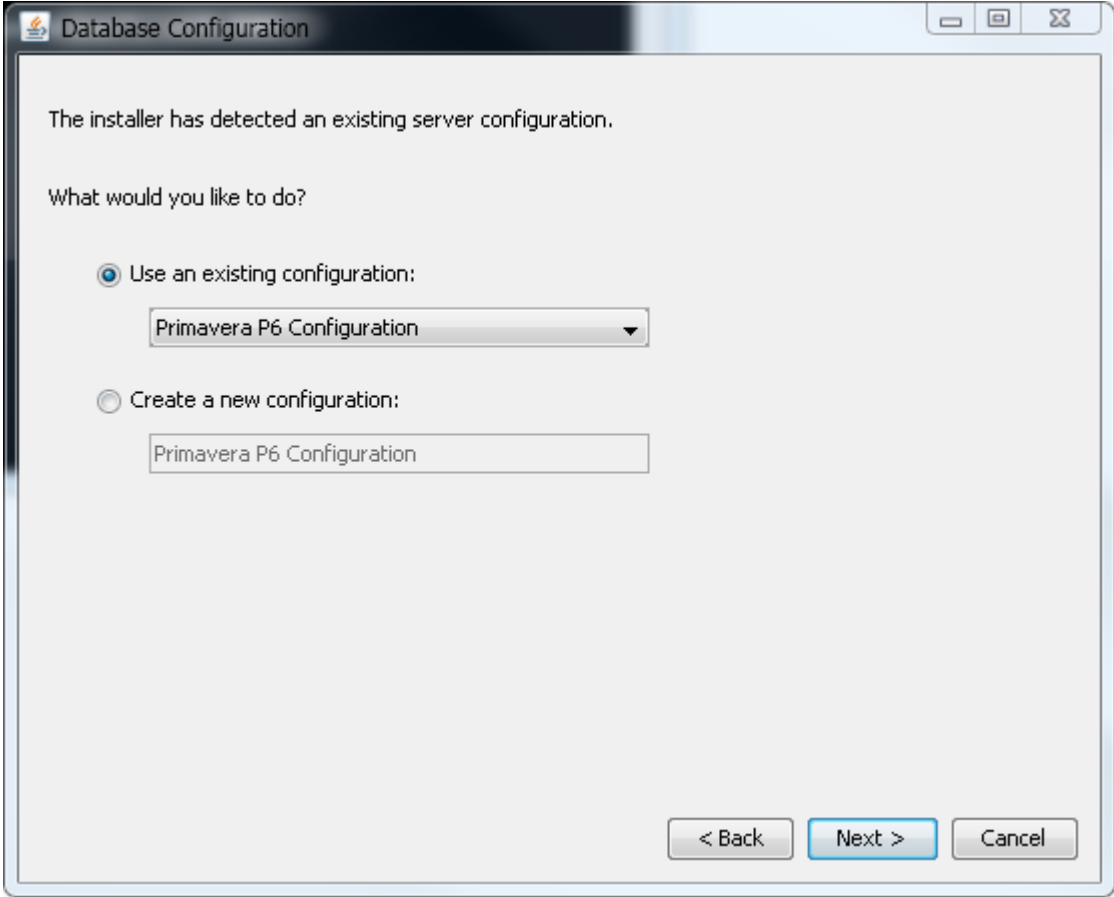 Database Configuration
The installer has detected an existing server configuration.
What would you like to do?
Use an existing configuration:
Primavera P6 Configuration
Create a new configuration:
Primavera P6 Configuration
< Back
Next >
Cancel